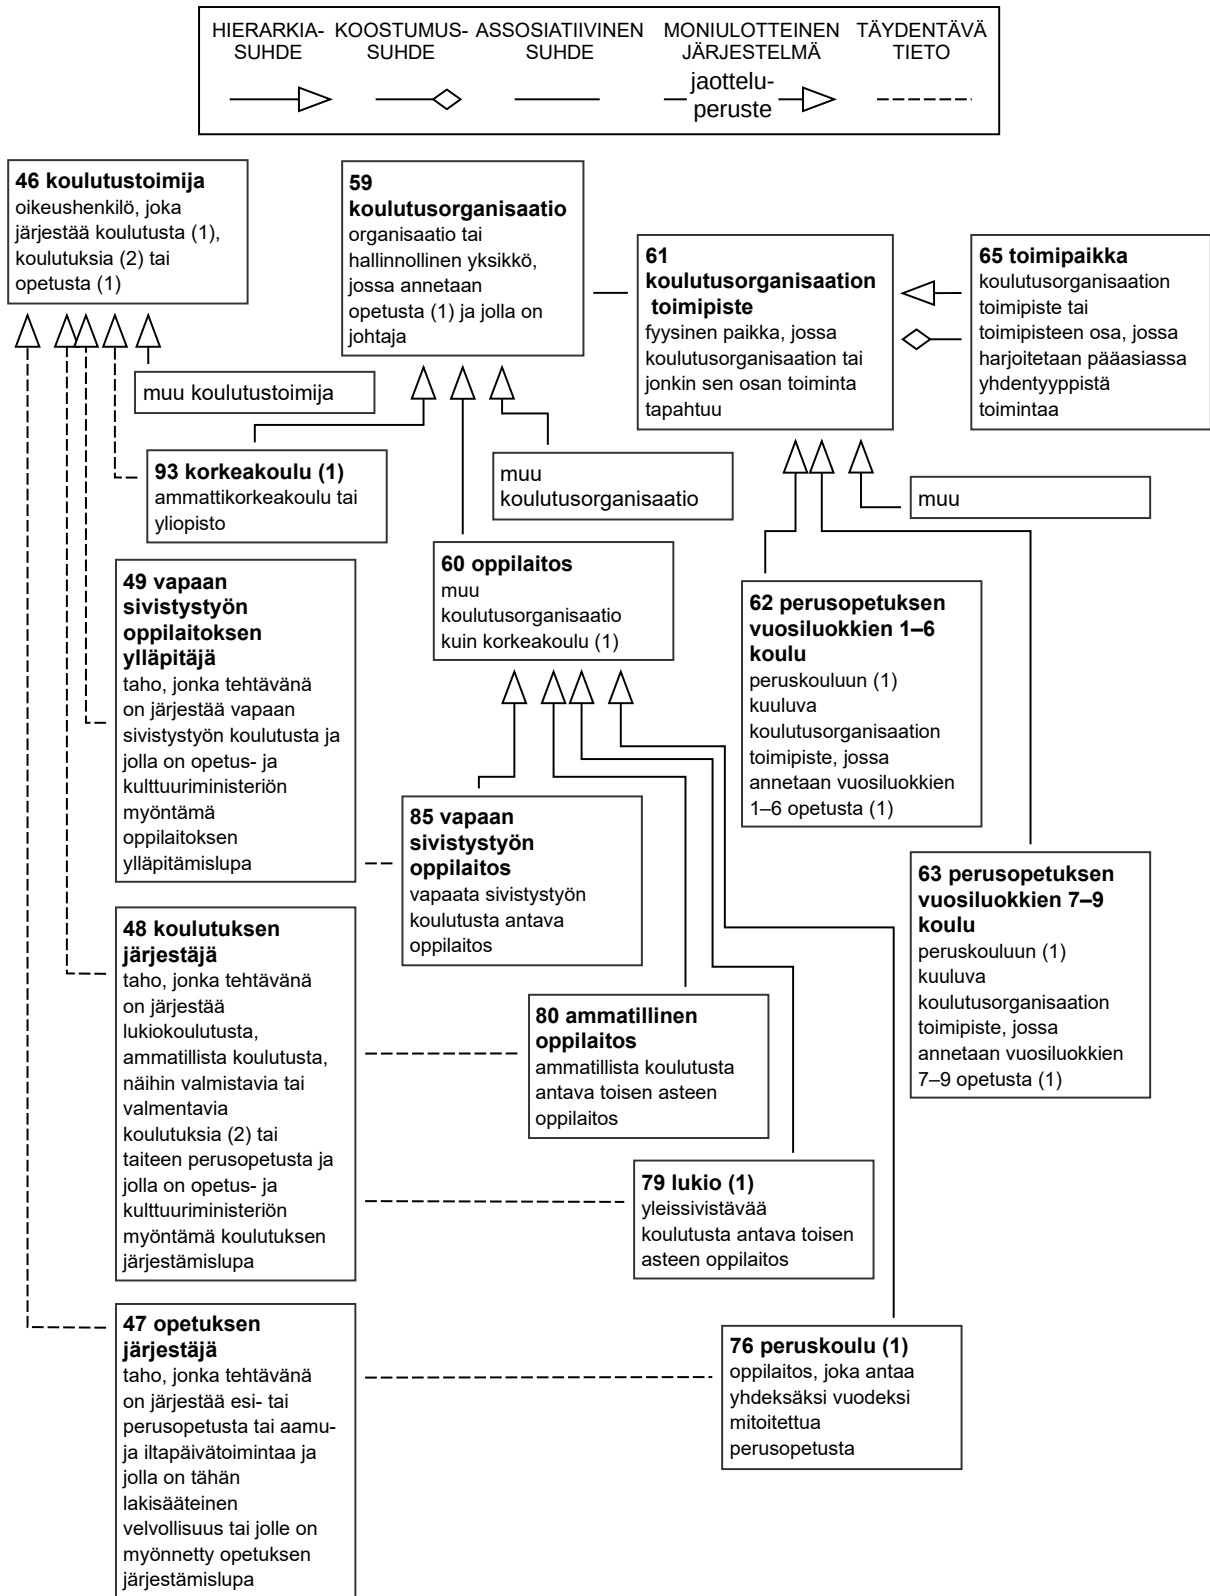 HIERARKIA-
SUHDE
KOOSTUMUS-
SUHDE
ASSOSIATIIVINEN
SUHDE
MONIULOTTEINEN
JÄRJESTELMÄ
TÄYDENTÄVÄ
TIETO
jaottelu-
peruste
46 koulutustoimija
oikeushenkilö, joka
järjestää koulutusta (1),
koulutuksia (2) tai
opetusta (1)
59
koulutusorganisaatio
organisaatio tai
hallinnollinen yksikkö,
jossa annetaan
opetusta (1) ja jolla on
johtaja
61
koulutusorganisaation
toimipiste
fyysinen paikka, jossa
koulutusorganisaation tai
jonkin sen osan toiminta
tapahtuu
65 toimipaikka
koulutusorganisaation
toimipiste tai
toimipisteen osa, jossa
harjoitetaan pääasiassa
yhdentyyppistä
toimintaa
muu koulutustoimija
93 korkeakoulu (1)
ammattikorkeakoulu tai
yliopisto
muu
koulutusorganisaatio
muu
49 vapaan
sivistystyön
oppilaitoksen
ylläpitäjä
taho, jonka tehtävänä
on järjestää vapaan
sivistystyön koulutusta ja
jolla on opetus- ja
kulttuuriministeriön
myöntämä
oppilaitoksen
ylläpitämislupa
60 oppilaitos
muu
koulutusorganisaatio
kuin korkeakoulu (1)
62 perusopetuksen
vuosiluokkien 1–6
koulu
peruskouluun (1)
kuuluva
koulutusorganisaation
toimipiste, jossa
annetaan vuosiluokkien
1–6 opetusta (1)
85 vapaan
sivistystyön
oppilaitos
vapaata sivistystyön
koulutusta antava
oppilaitos
63 perusopetuksen
vuosiluokkien 7–9
koulu
peruskouluun (1)
kuuluva
koulutusorganisaation
toimipiste, jossa
annetaan vuosiluokkien
7–9 opetusta (1)
48 koulutuksen
järjestäjä
taho, jonka tehtävänä
on järjestää
lukiokoulutusta,
ammatillista koulutusta,
näihin valmistavia tai
valmentavia
koulutuksia (2) tai
taiteen perusopetusta ja
jolla on opetus- ja
kulttuuriministeriön
myöntämä koulutuksen
järjestämislupa
80 ammatillinen
oppilaitos
ammatillista koulutusta
antava toisen asteen
oppilaitos
79 lukio (1)
yleissivistävää
koulutusta antava toisen
asteen oppilaitos
47 opetuksen
järjestäjä
taho, jonka tehtävänä
on järjestää esi- tai
perusopetusta tai aamu-
ja iltapäivätoimintaa ja
jolla on tähän
lakisääteinen
velvollisuus tai jolle on
myönnetty opetuksen
järjestämislupa
76 peruskoulu (1)
oppilaitos, joka antaa
yhdeksäksi vuodeksi
mitoitettua
perusopetusta